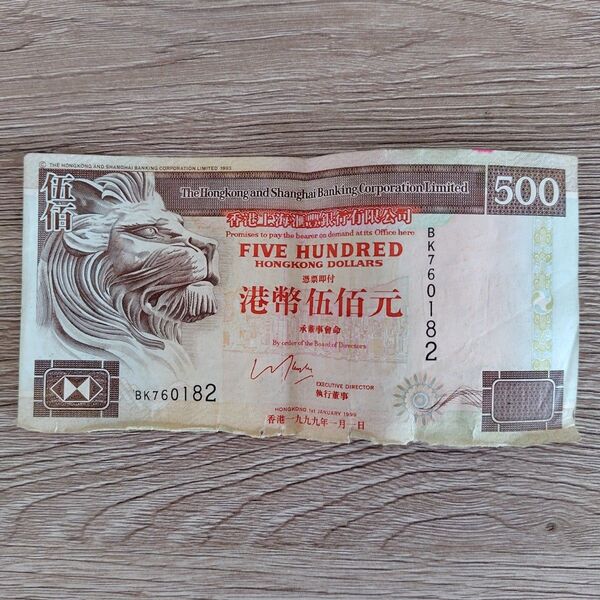 © THE HONGKONG AND SHANGHAI BANKING CORPORATION LIMITED 1993
伍佰
The Hongkong and Shanghai Banking Corporation Limited
500
香港上海滙豐銀行有限公司
Promises to pay the bearer on demand at its Office here
FIVE HUNDRED
HONGKONG DOLLARS
憑票即付
港幣伍佰元
承董事會命
By order of the Board of Directors
BK760182
BK760182
EXECUTIVE DIRECTOR
執行董事
HONGKONG 1st JANUARY 1999
香港一九九九年一月一日